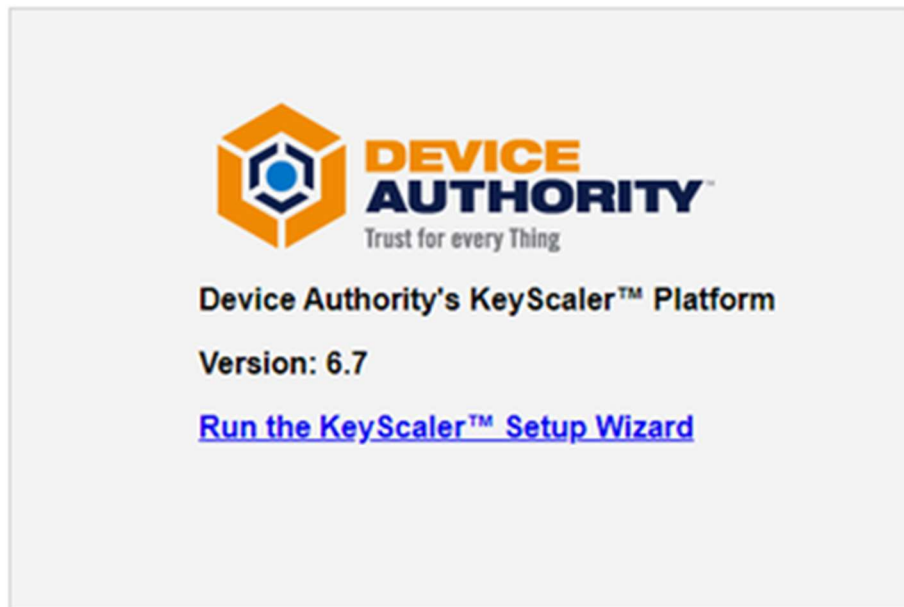 DEVICE
AUTHORITY™
Trust for every Thing
Device Authority's KeyScaler™ Platform
Version: 6.7
Run the KeyScaler™ Setup Wizard